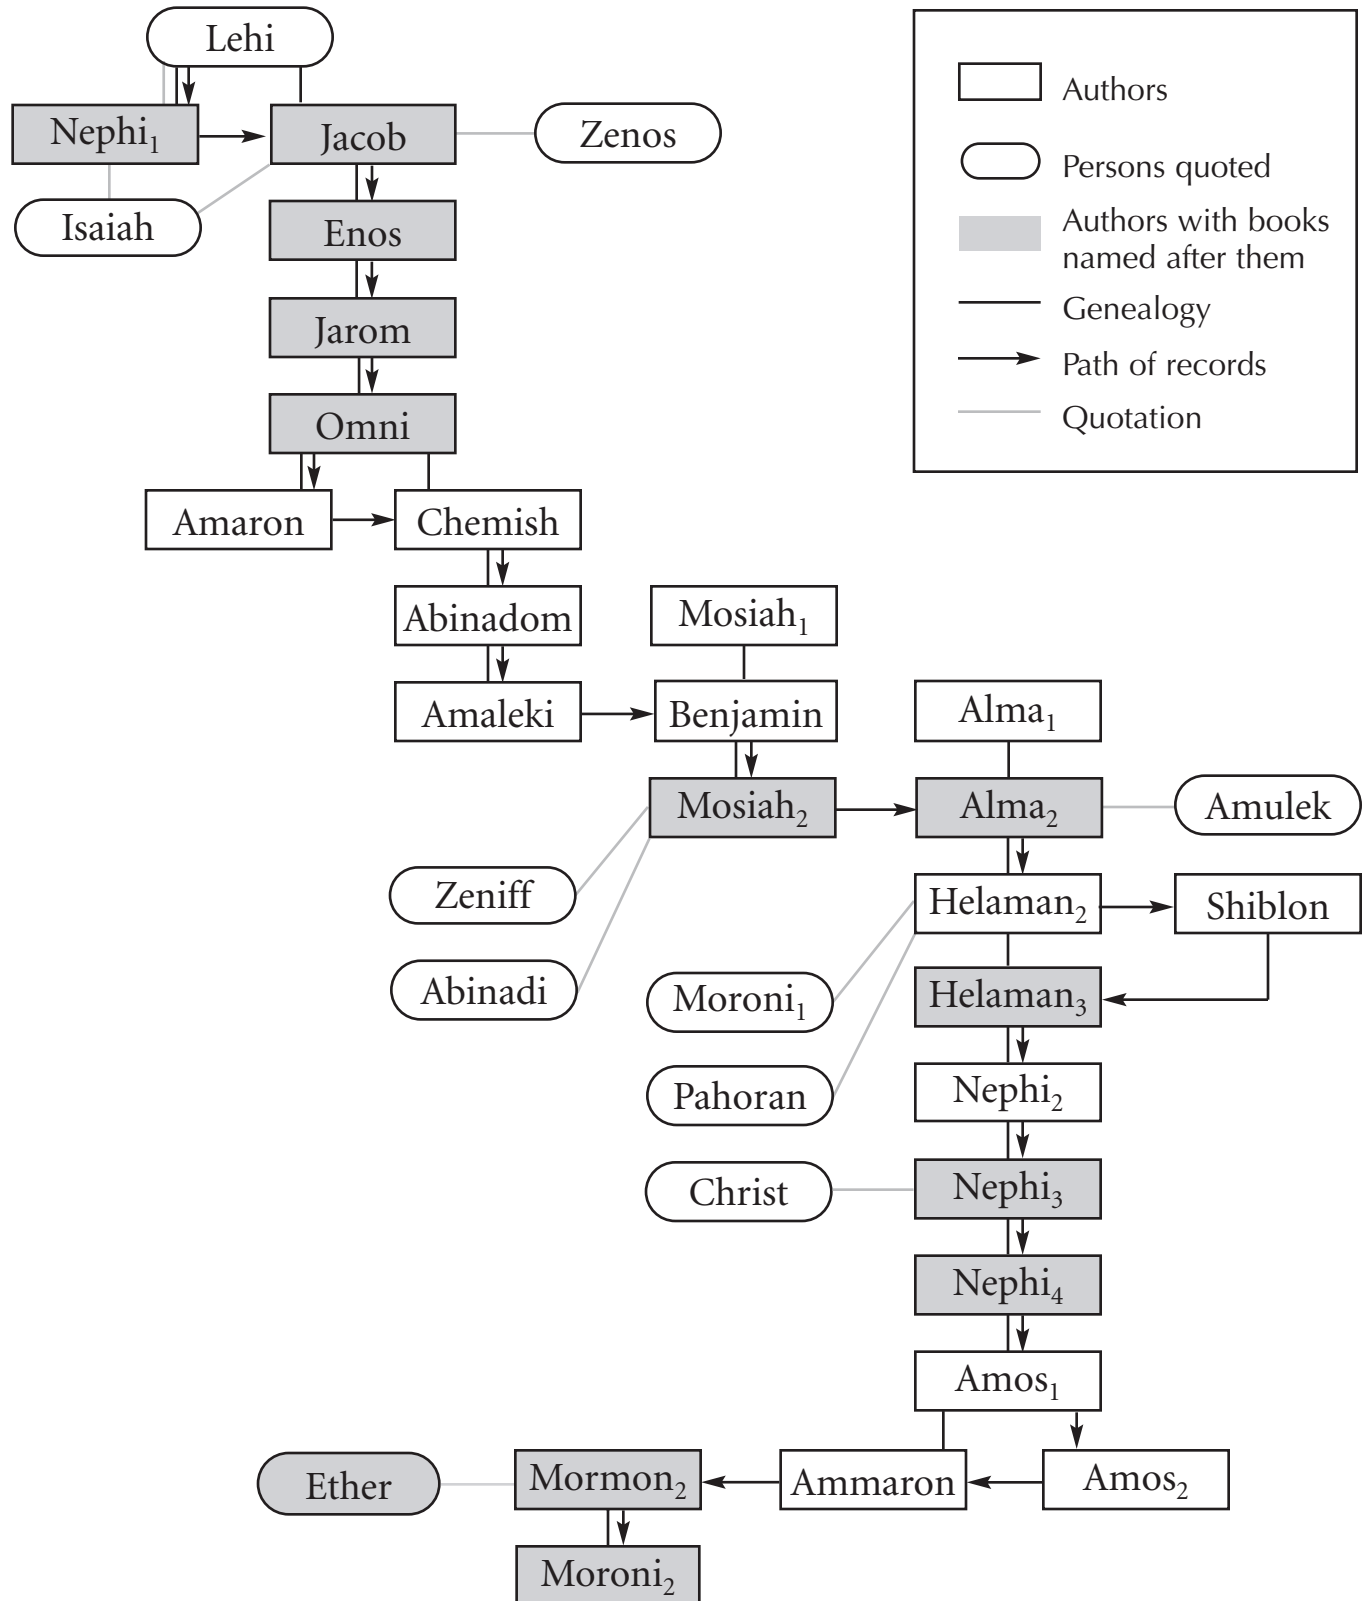 Lehi
Nephi₁
Jacob
Zenos
Isaiah
Enos
Jarom
Omni
Amaron
Chemish
Abinadom
Mosiah₁
Amaleki
Benjamin
Alma₁
Mosiah₂
Alma₂
Amulek
Zeniff
Helaman₂
Shiblon
Abinadi
Moroni₁
Helaman₃
Pahoran
Nephi₂
Christ
Nephi₃
Nephi₄
Amos₁
Ether
Mormon₂
Ammaron
Amos₂
Moroni₂
Authors
Persons quoted
Authors with books
named after them
Genealogy
Path of records
Quotation